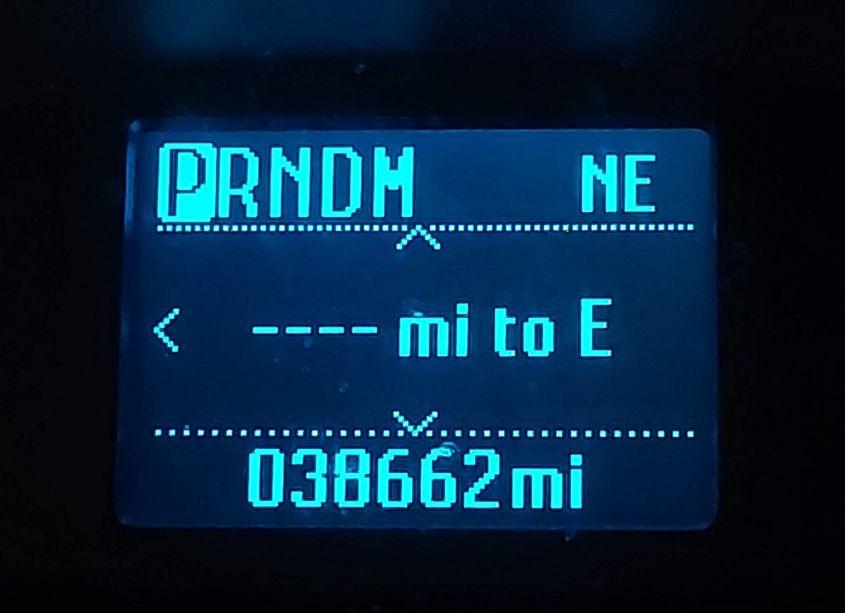 PRNDM NE
< ---- mi to E
038662mi